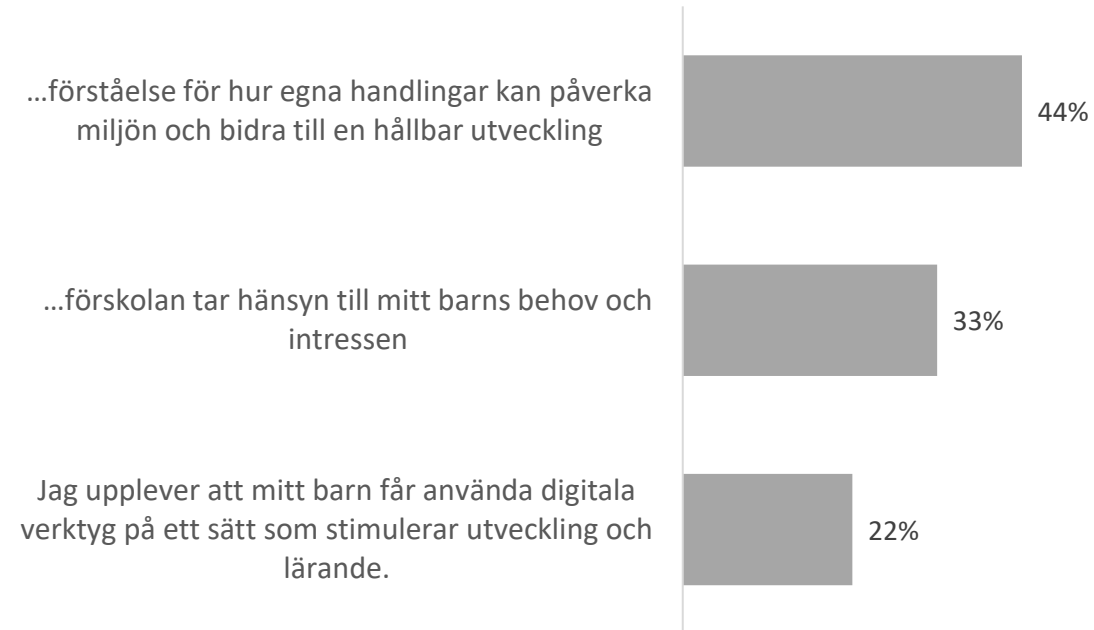 ...förståelse för hur egna handlingar kan påverka
miljön och bidra till en hållbar utveckling
44%
...förskolan tar hänsyn till mitt barns behov och
intressen
33%
Jag upplever att mitt barn får använda digitala
verktyg på ett sätt som stimulerar utveckling och
lärande.
22%